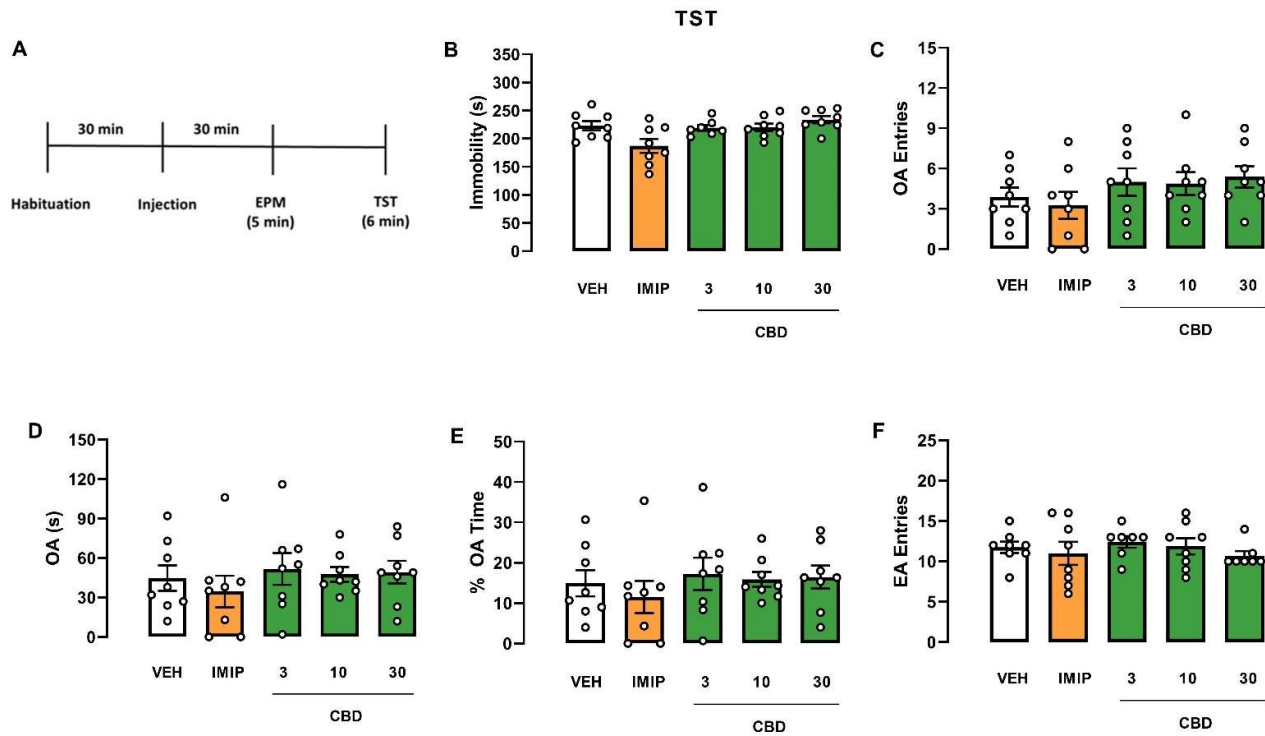 TST
A
30 min 30 min
Habituation Injection EPM TST
(5 min) (6 min)
B
Immobility (s)
350
300
250
200
150
100
50
0
VEH IMIP 3 10 30
CBD
C
OA Entries
15
12
9
6
3
0
VEH IMIP 3 10 30
CBD
D
OA (s)
150
120
90
60
30
0
VEH IMIP 3 10 30
CBD
E
% OA Time
50
40
30
20
10
0
VEH IMIP 3 10 30
CBD
F
EA Entries
25
20
15
10
5
0
VEH IMIP 3 10 30
CBD